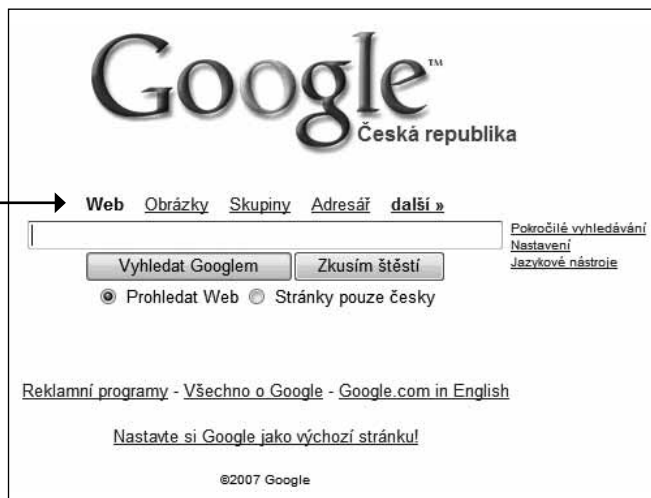 Google™
Česká republika
Web Obrázky Skupiny Adresář další »
Pokročilé vyhledávání
Nastavení
Jazykové nástroje
Vyhledat Googlem Zkusím štěstí
Prohledat Web Stránky pouze česky
Reklamní programy - Všechno o Google - Google.com in English
Nastavte si Google jako výchozí stránku!
©2007 Google